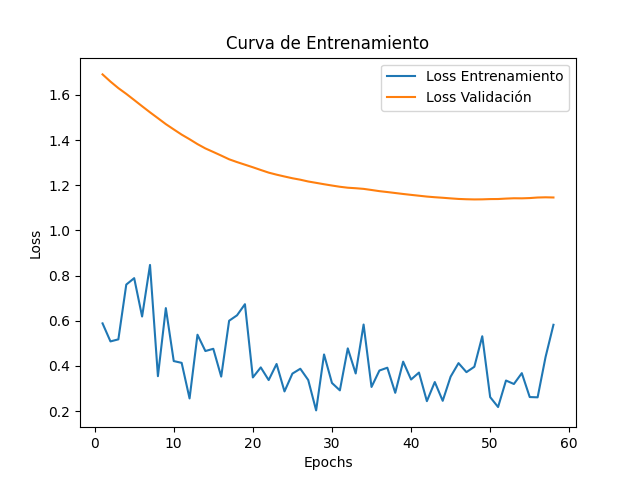 Curva de Entrenamiento
Loss Entrenamiento
Loss Validación
Loss
1.6
1.4
1.2
1.0
0.8
0.6
0.4
0.2
0 10 20 30 40 50 60
Epochs